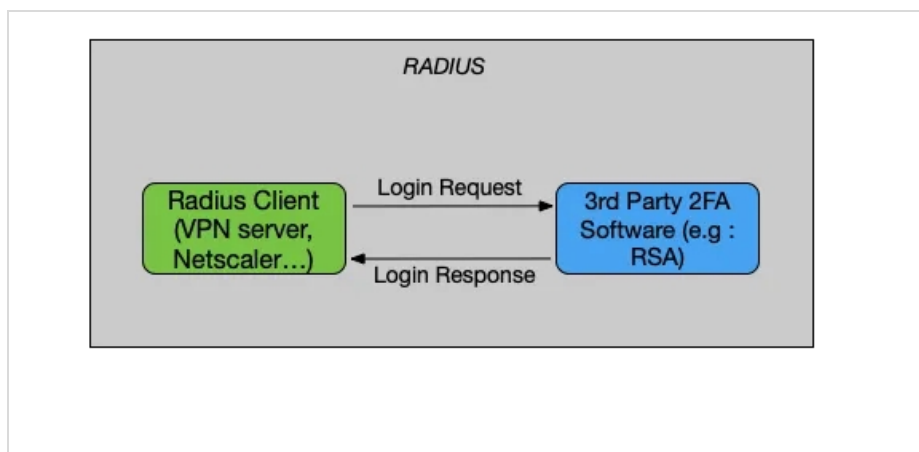 RADIUS
Radius Client
(VPN server,
Netscaler...)
Login Request
3rd Party 2FA
Software (e.g :
RSA)
Login Response